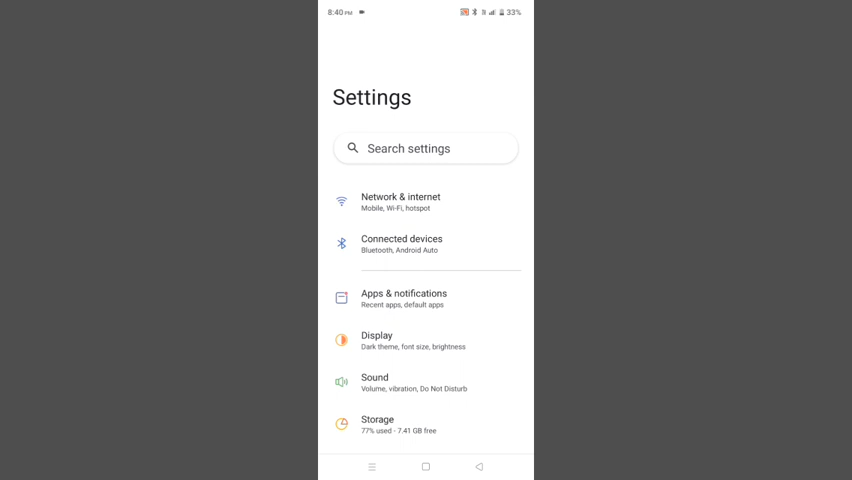 8:40 PM
33%
Settings
Search settings
Network & internet
Mobile, Wi-Fi, hotspot
Connected devices
Bluetooth, Android Auto
Apps & notifications
Recent apps, default apps
Display
Dark theme, font size, brightness
Sound
Volume, vibration, Do Not Disturb
Storage
77% used - 7.41 GB free